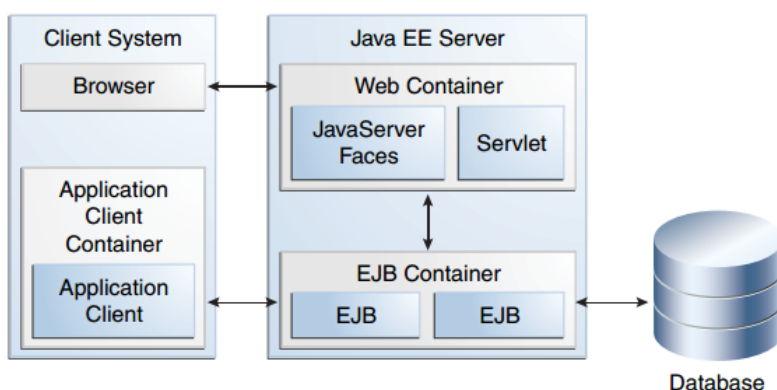 Client System
Browser
Application
Client
Container
Application
Client
Java EE Server
Web Container
JavaServer
Faces
Servlet
EJB Container
EJB
EJB
Database